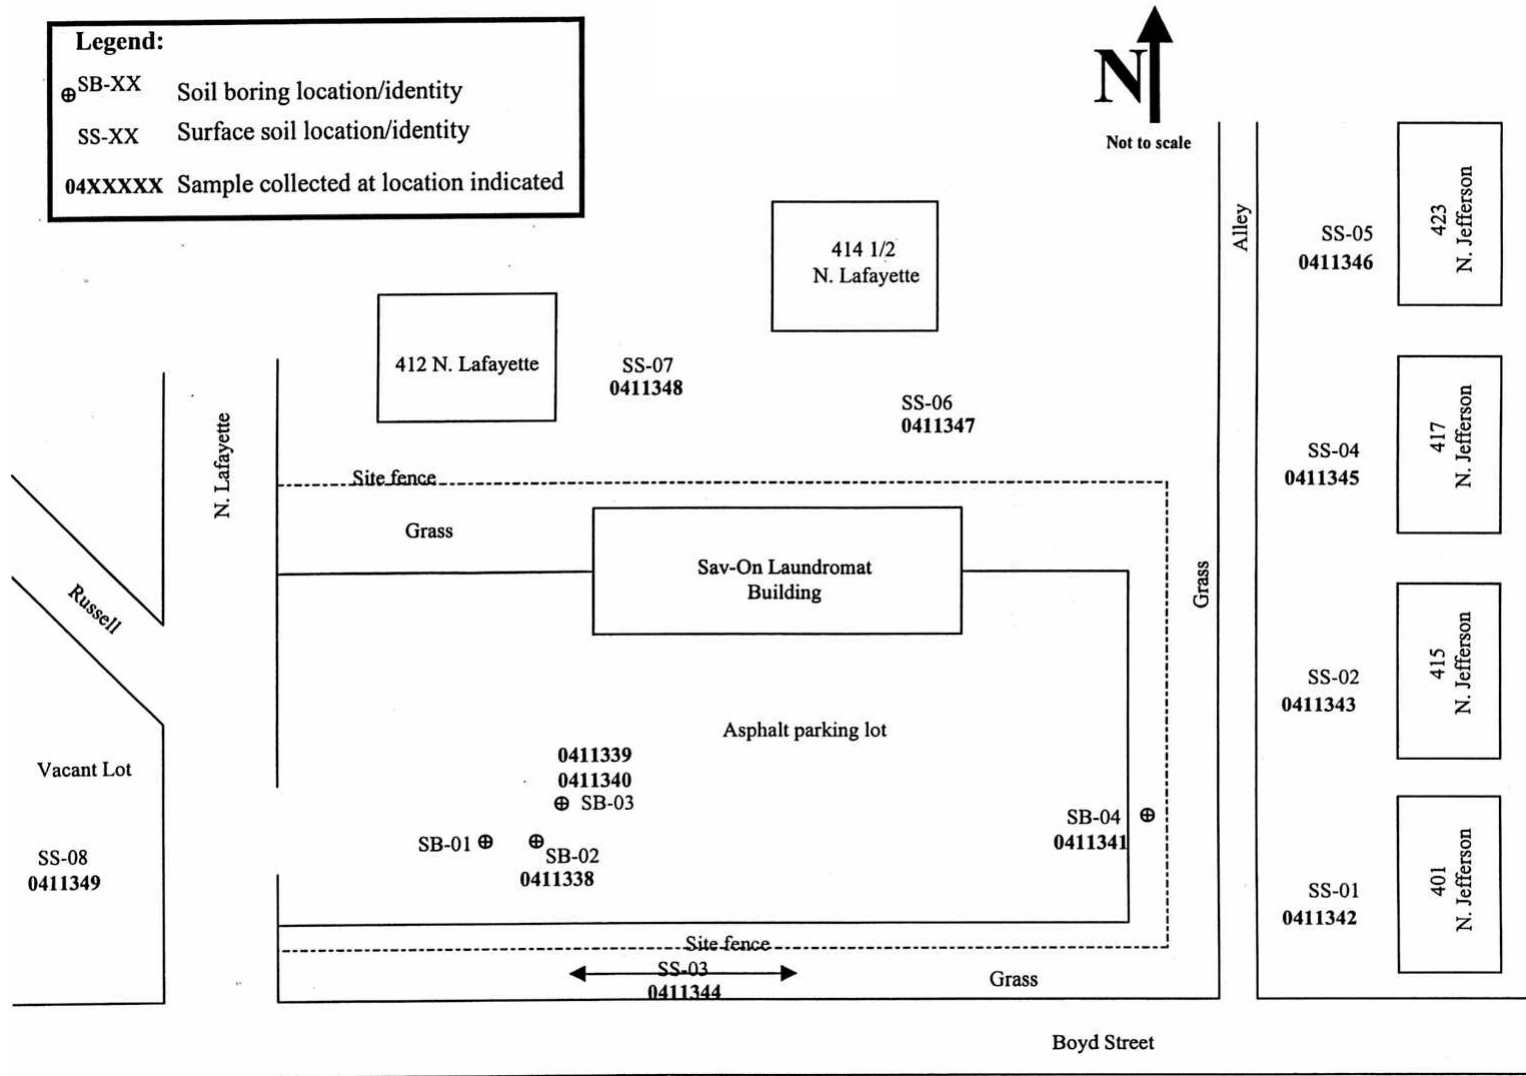 Legend:
⊕ SB-XX Soil boring location/identity
SS-XX Surface soil location/identity
04XXXXX Sample collected at location indicated
N
Not to scale
414 1/2
N. Lafayette
412 N. Lafayette
SS-07
0411348
SS-06
0411347
Alley
SS-05
0411346
423
N. Jefferson
SS-04
0411345
417
N. Jefferson
N. Lafayette
Site fence
Grass
Sav-On Laundromat
Building
Grass
Russell
SS-02
0411343
415
N. Jefferson
Asphalt parking lot
Vacant Lot
0411339
0411340
SB-03
SB-01
SB-02
0411338
SB-04
0411341
SS-08
0411349
SS-01
0411342
401
N. Jefferson
Site fence
SS-03
0411344
Grass
Boyd Street